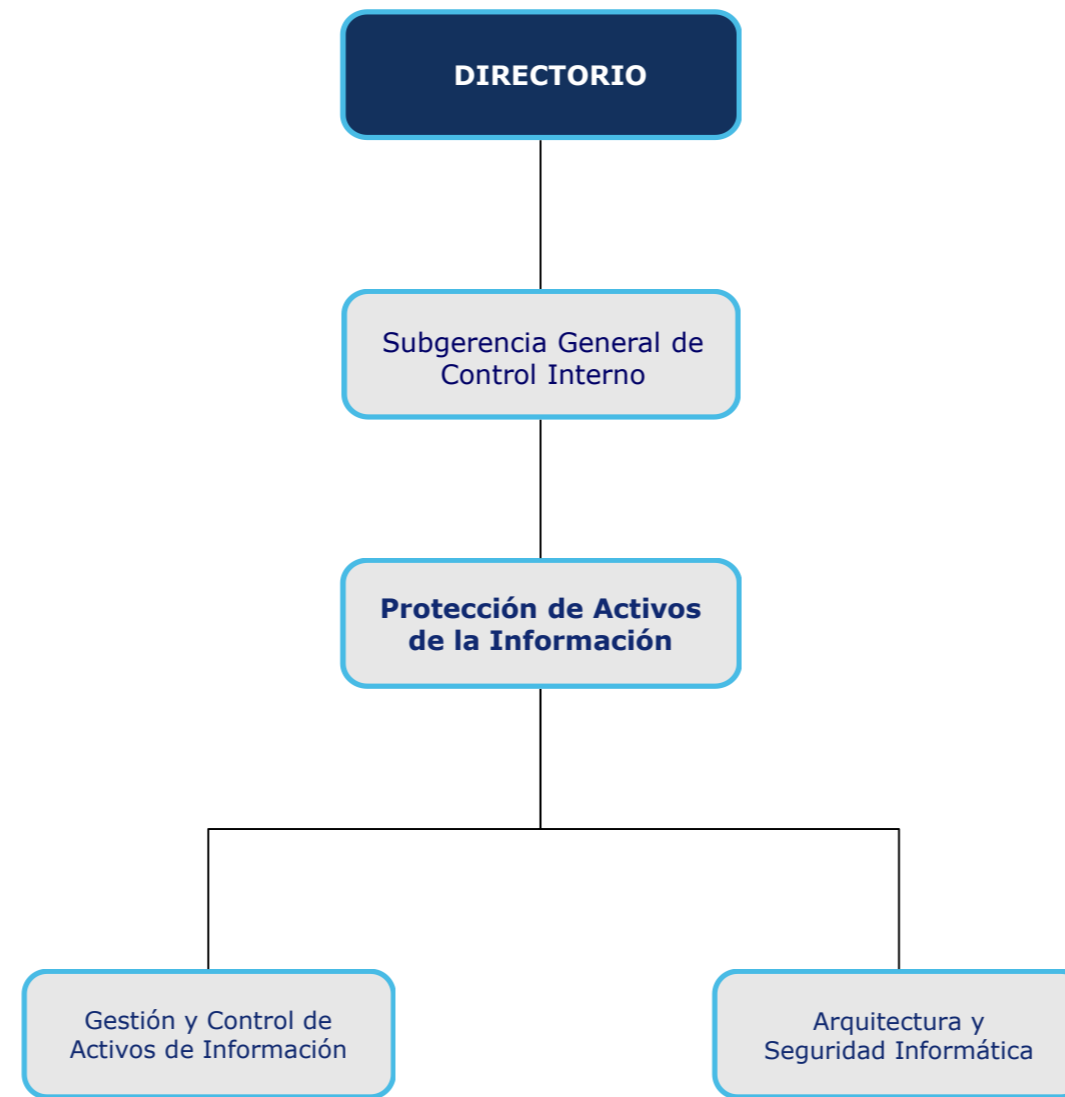 DIRECTORIO
Subgerencia General de
Control Interno
Protección de Activos
de la Información
Gestión y Control de
Activos de Información
Arquitectura y
Seguridad Informática